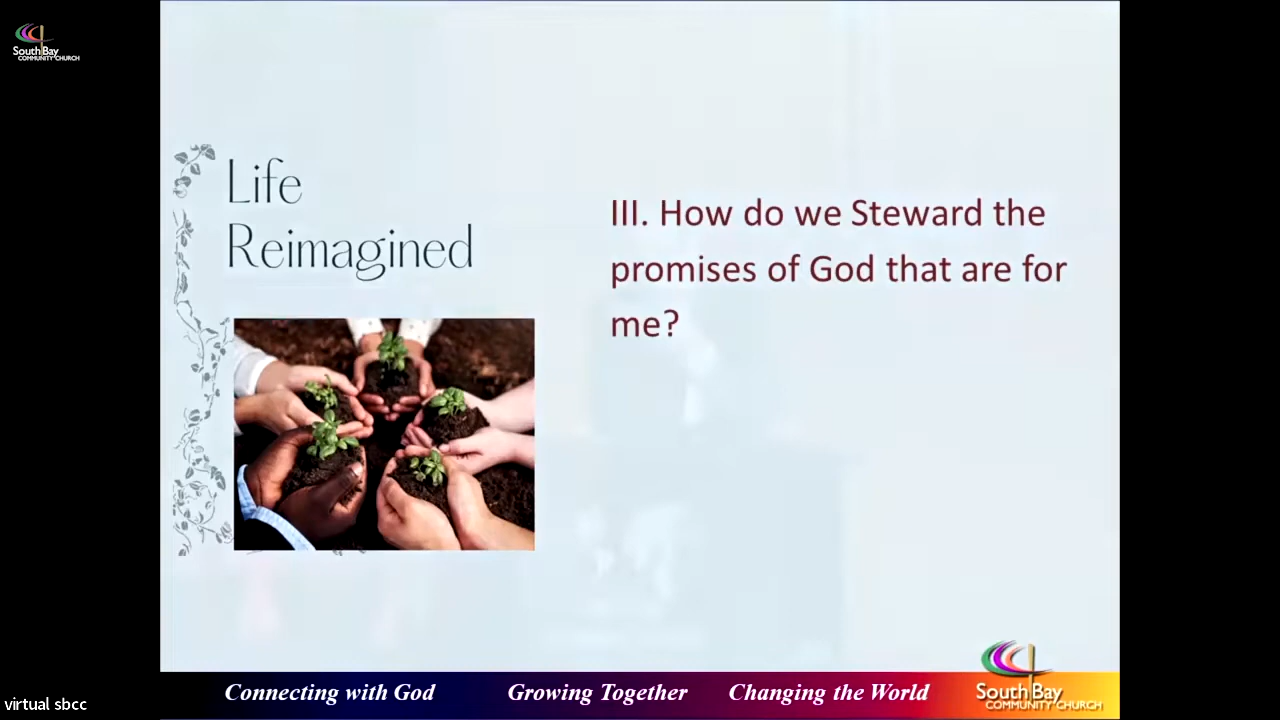 South Bay
COMMUNITY CHURCH
Life
Reimagined
III. How do we Steward the
promises of God that are for
me?
Connecting with God Growing Together Changing the World
South Bay
COMMUNITY CHURCH
virtual sbcc